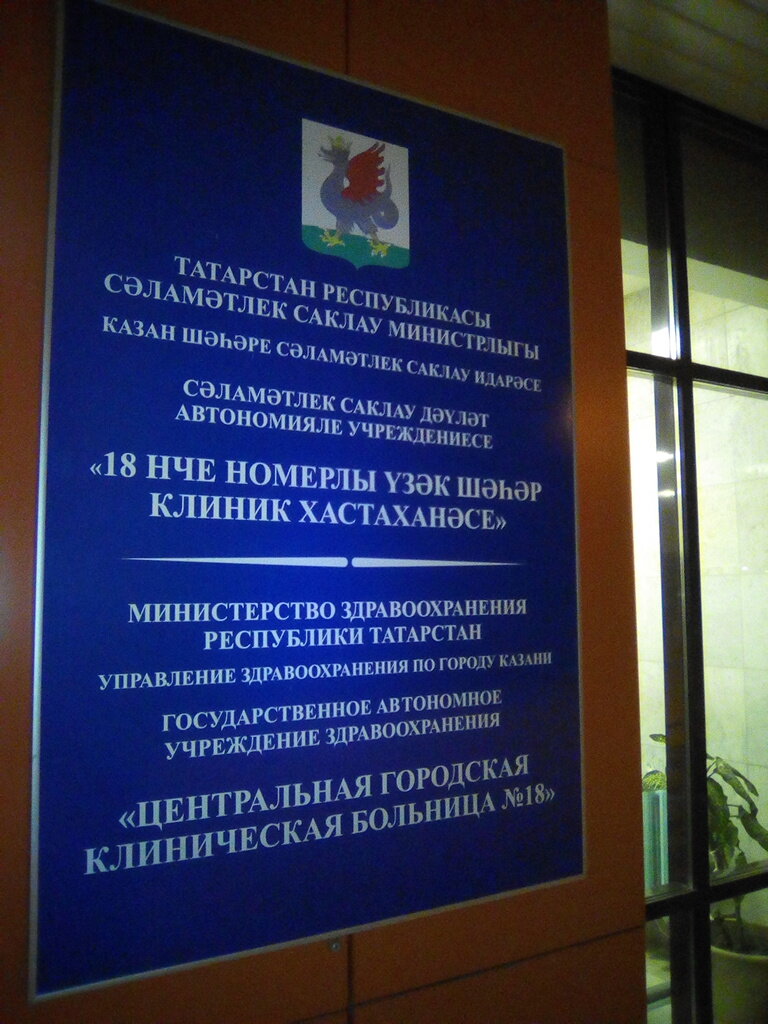 ТАТАРСТАН РЕСПУБЛИКАСЫ
СӘЛАМӘТЛЕК САКЛАУ МИНИСТРЛЫГЫ
КАЗАН ШӘҺӘРЕ СӘЛАМӘТЛЕК САКЛАУ ИДАРӘСЕ
СӘЛАМӘТЛЕК САКЛАУ ДӘҮЛӘТ
АВТОНОМИЯЛЕ УЧРЕЖДЕНИЕСЕ
«18 НЧЕ НОМЕРЛЫ ҮЗӘК ШӘҺӘР
КЛИНИК ХАСТАХАНӘСЕ»
МИНИСТЕРСТВО ЗДРАВООХРАНЕНИЯ
РЕСПУБЛИКИ ТАТАРСТАН
УПРАВЛЕНИЕ ЗДРАВООХРАНЕНИЯ ПО ГОРОДУ КАЗАНИ
ГОСУДАРСТВЕННОЕ АВТОНОМНОЕ
УЧРЕЖДЕНИЕ ЗДРАВООХРАНЕНИЯ
«ЦЕНТРАЛЬНАЯ ГОРОДСКАЯ
КЛИНИЧЕСКАЯ БОЛЬНИЦА №18»